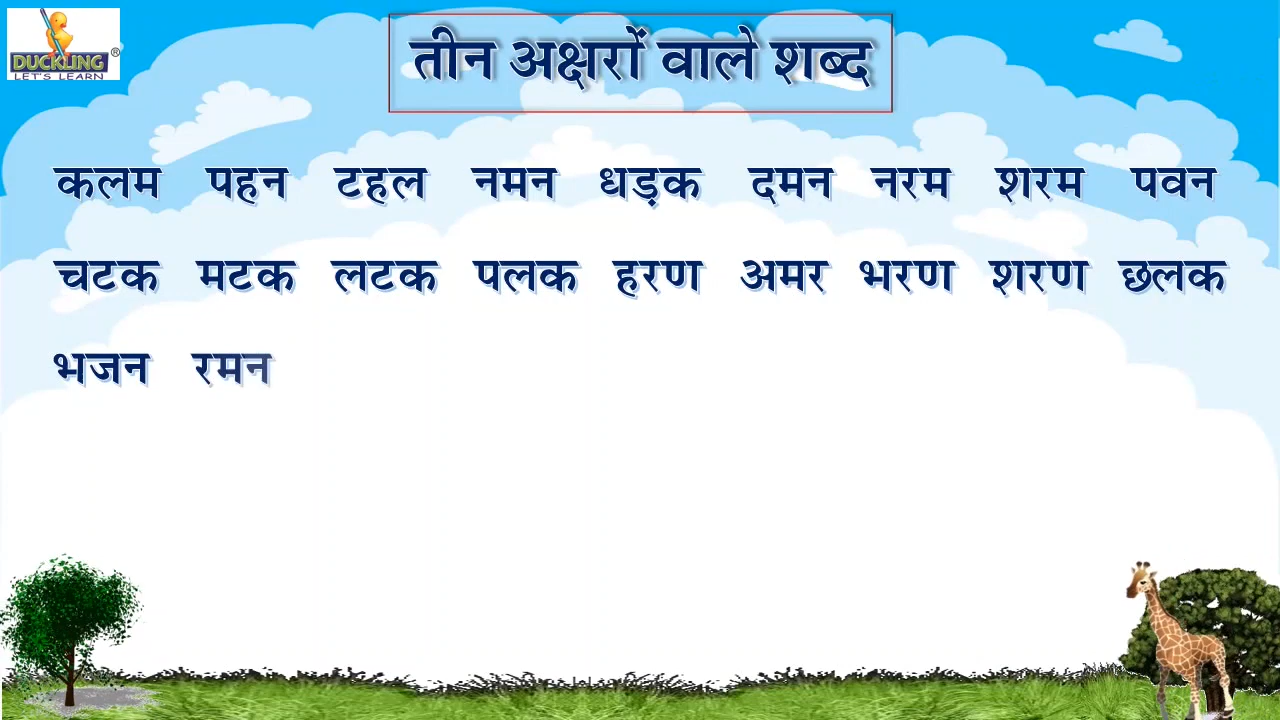 DUCKLING®
LET'S LEARN
तीन अक्षरों वाले शब्द
कलम पहन टहल नमन धड़क दमन नरम शरम पवन
चटक मटक लटक पलक हरण अमर भरण शरण छलक
भजन रमन